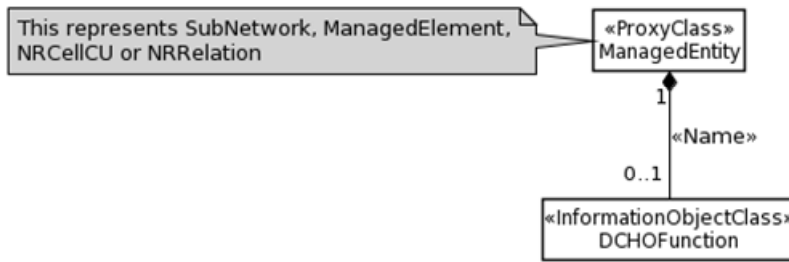 This represents SubNetwork, ManagedElement,
NRCellCU or NRRelation
«ProxyClass»
ManagedEntity
1
«Name»
0..1
«InformationObjectClass»
DCHOFunction